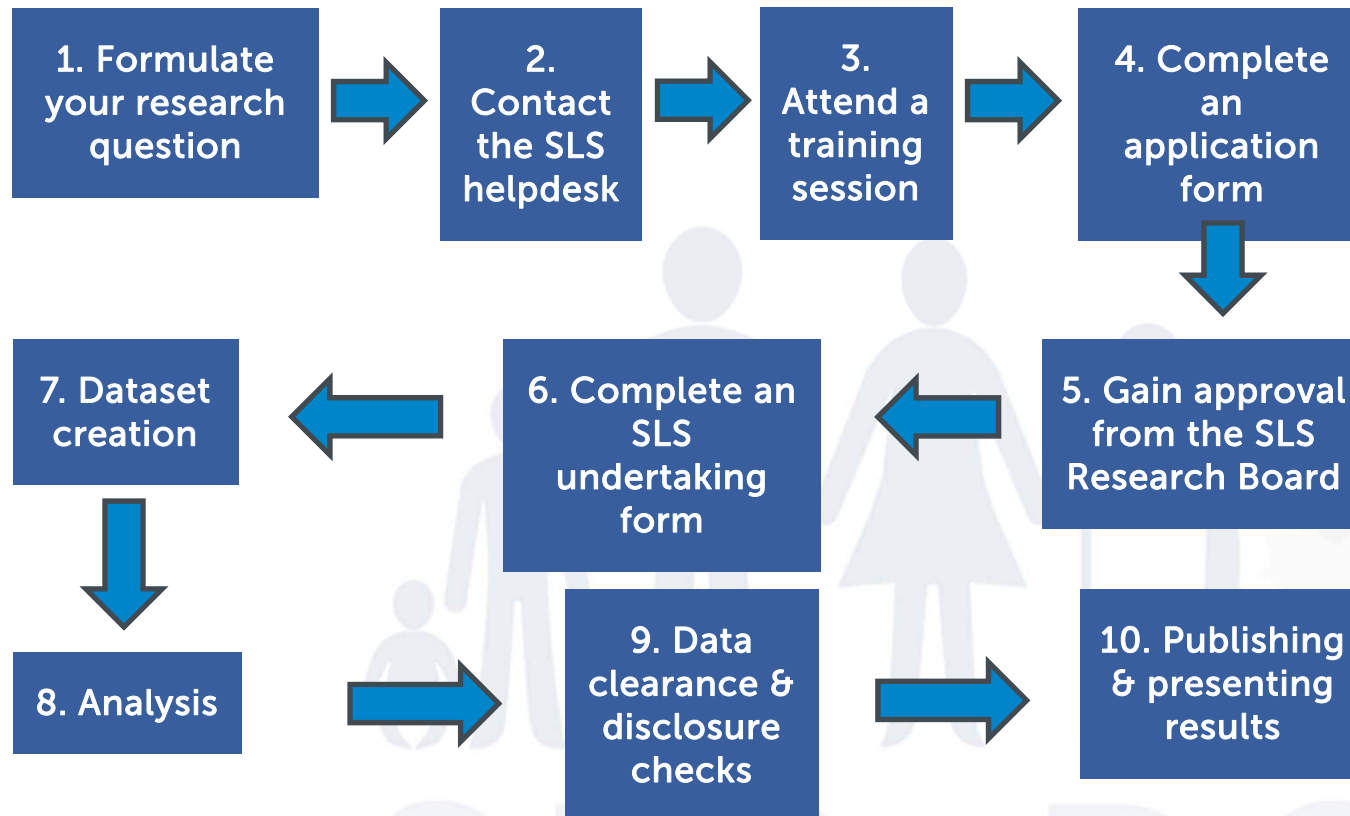 1. Formulate
your research
question
2.
Contact
the SLS
helpdesk
3.
Attend a
training
session
4. Complete
an
application
form
5. Gain approval
from the SLS
Research Board
6. Complete an
SLS
undertaking
form
7. Dataset
creation
8. Analysis
9. Data
clearance &
disclosure
checks
10. Publishing
& presenting
results